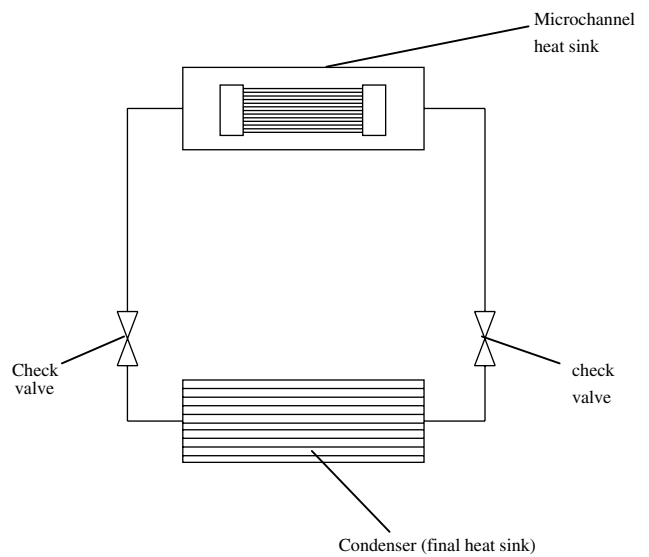 Microchannel
heat sink
Check
valve
check
valve
Condenser (final heat sink)